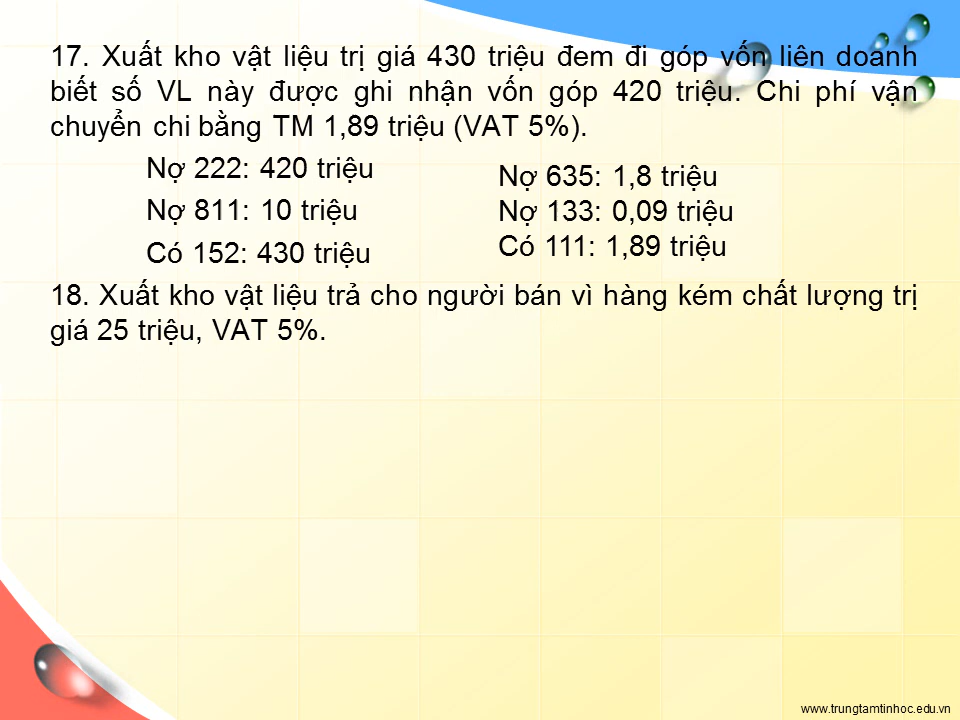 17. Xuất kho vật liệu trị giá 430 triệu đem đi góp vốn liên doanh
biết số VL này được ghi nhận vốn góp 420 triệu. Chi phí vận
chuyển chi bằng TM 1,89 triệu (VAT 5%).
Nợ 222: 420 triệu
Nợ 811: 10 triệu
Có 152: 430 triệu
Nợ 635: 1,8 triệu
Nợ 133: 0,09 triệu
Có 111: 1,89 triệu
18. Xuất kho vật liệu trả cho người bán vì hàng kém chất lượng trị
giá 25 triệu, VAT 5%.
www.trungtamtinhoc.edu.vn